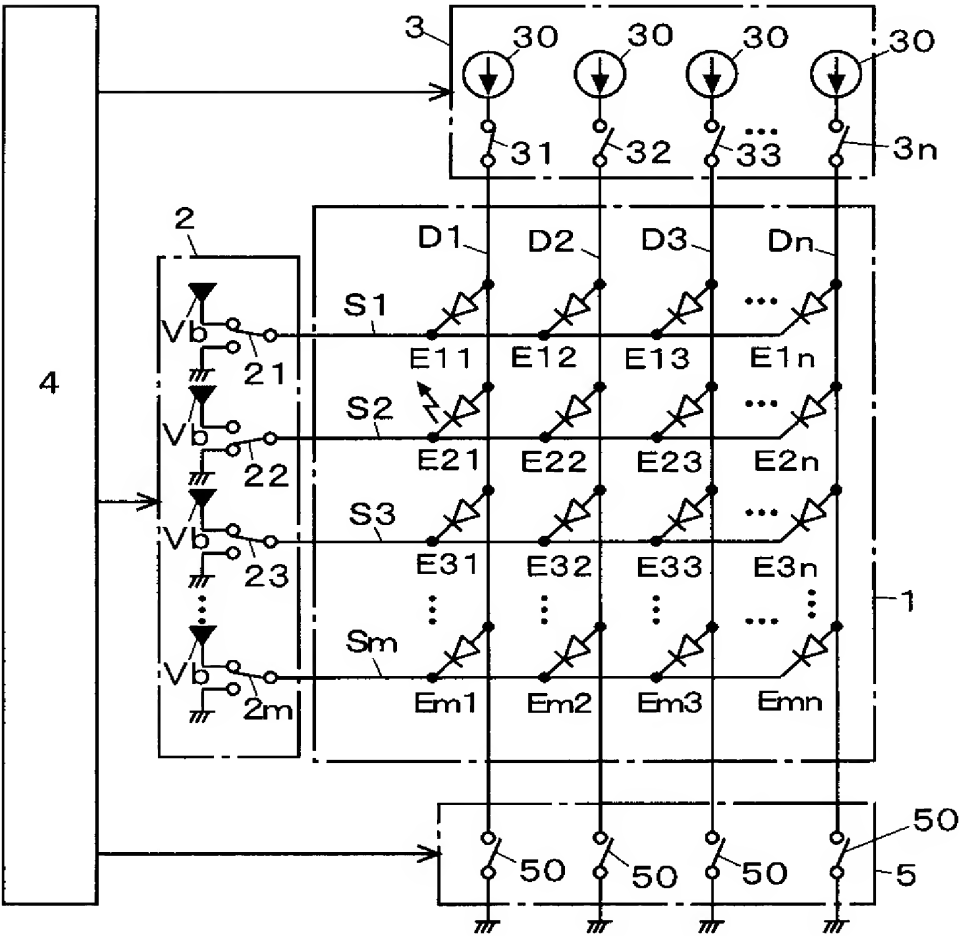 3 30 30 30 30
31 32 33 ••• 3n
2 D1 D2 D3 Dn
Vb 21 S1 •••
E11 E12 E13 E1n
4
Vb 22 S2 •••
E21 E22 E23 E2n
Vb 23 S3 •••
E31 E32 E33 E3n
1
Vb 2m Sm •••
Em1 Em2 Em3 Emn
50 50 50 50
5